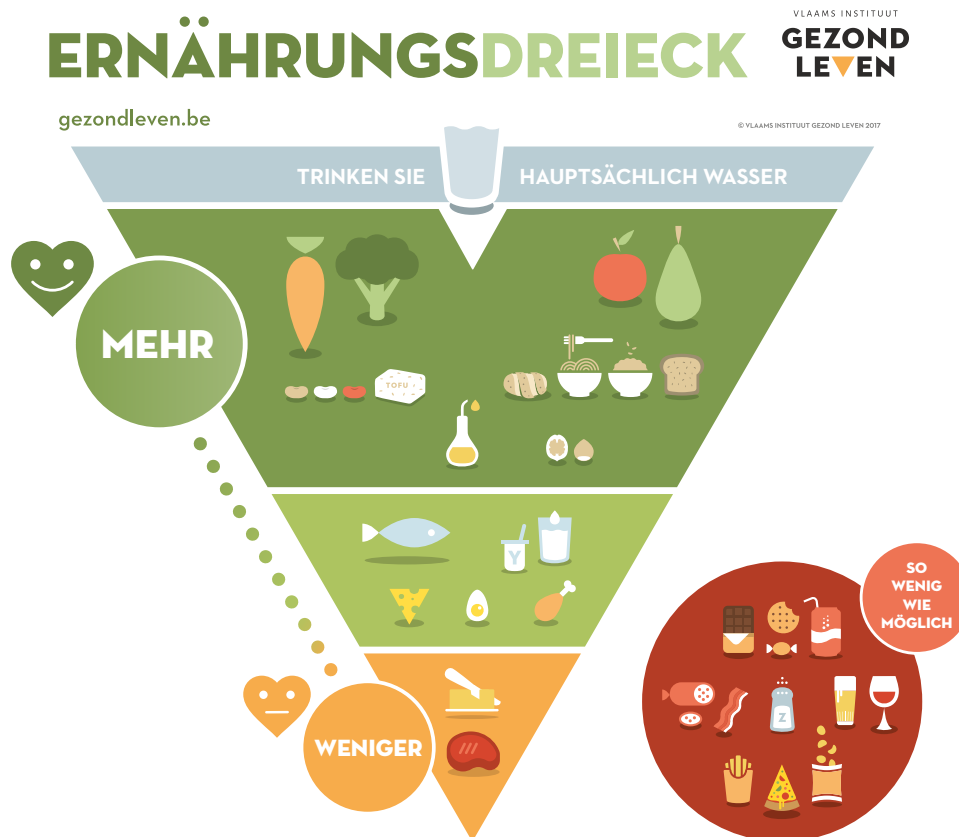 ERNÄHRUNGSDREIECK
VLAAMS INSTITUUT
GEZOND
LEVEN
gezondleven.be
© VLAAMS INSTITUUT GEZOND LEVEN 2017
TRINKEN SIE HAUPTSÄCHLICH WASSER
MEHR
TOFU
Y
WENIGER
SO
WENIG
WIE
MÖGLICH
Z